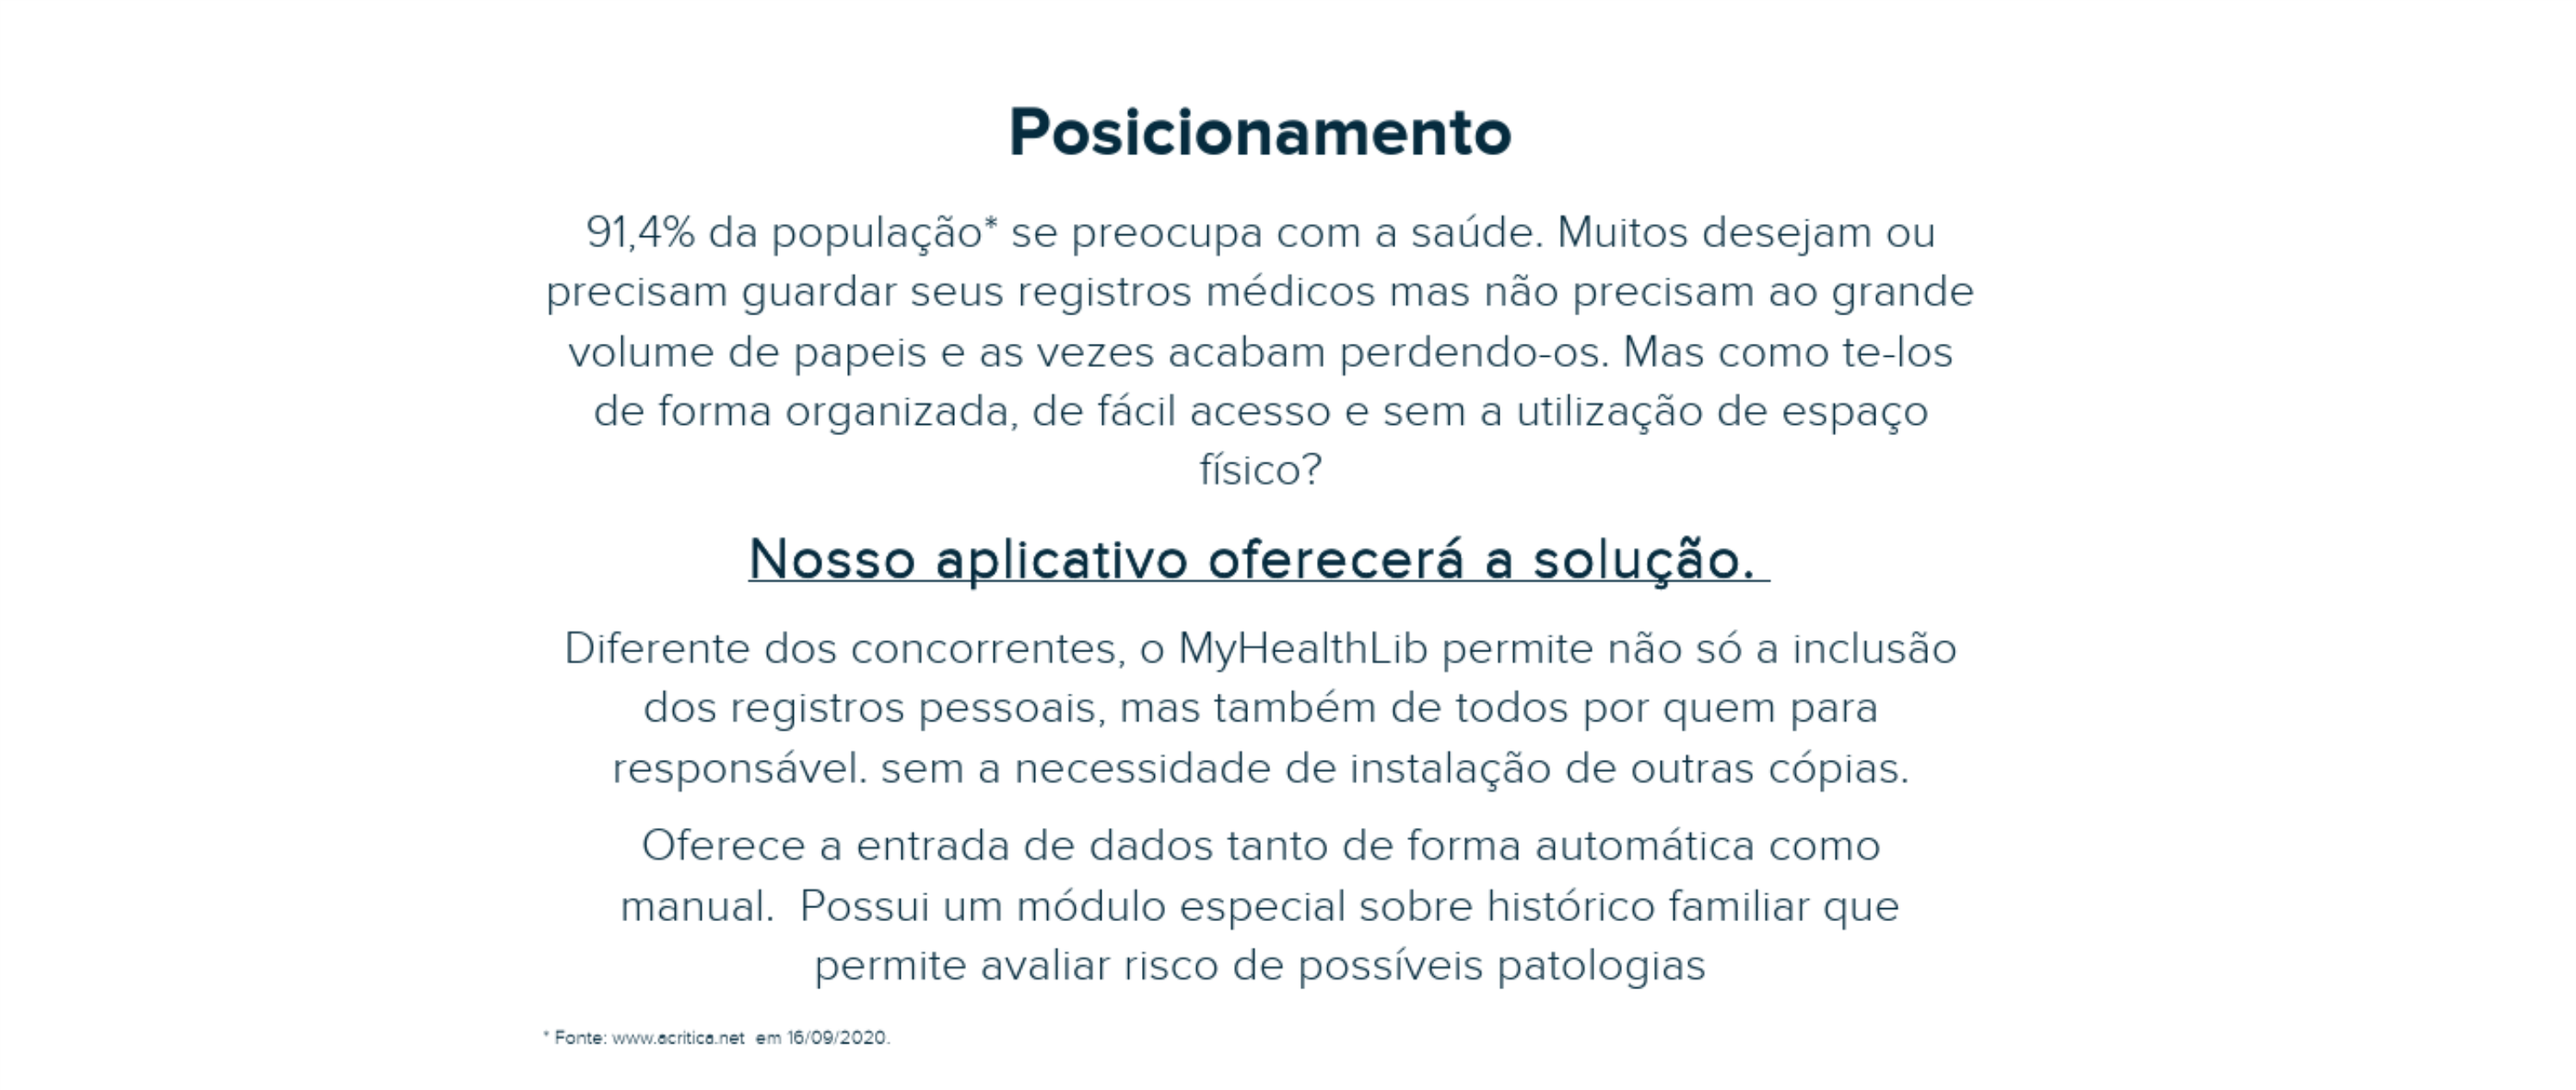 Posicionamento
91,4% da população* se preocupa com a saúde. Muitos desejam ou
precisam guardar seus registros médicos mas não precisam ao grande
volume de papeis e as vezes acabam perdendo-os. Mas como te-los
de forma organizada, de fácil acesso e sem a utilização de espaço
físico?
Nosso aplicativo oferecerá a solução.
Diferente dos concorrentes, o MyHealthLib permite não só a inclusão
dos registros pessoais, mas também de todos por quem para
responsável. sem a necessidade de instalação de outras cópias.
Oferece a entrada de dados tanto de forma automática como
manual.  Possui um módulo especial sobre histórico familiar que
permite avaliar risco de possíveis patologias
* Fonte: www.acritica.net  em 16/09/2020.